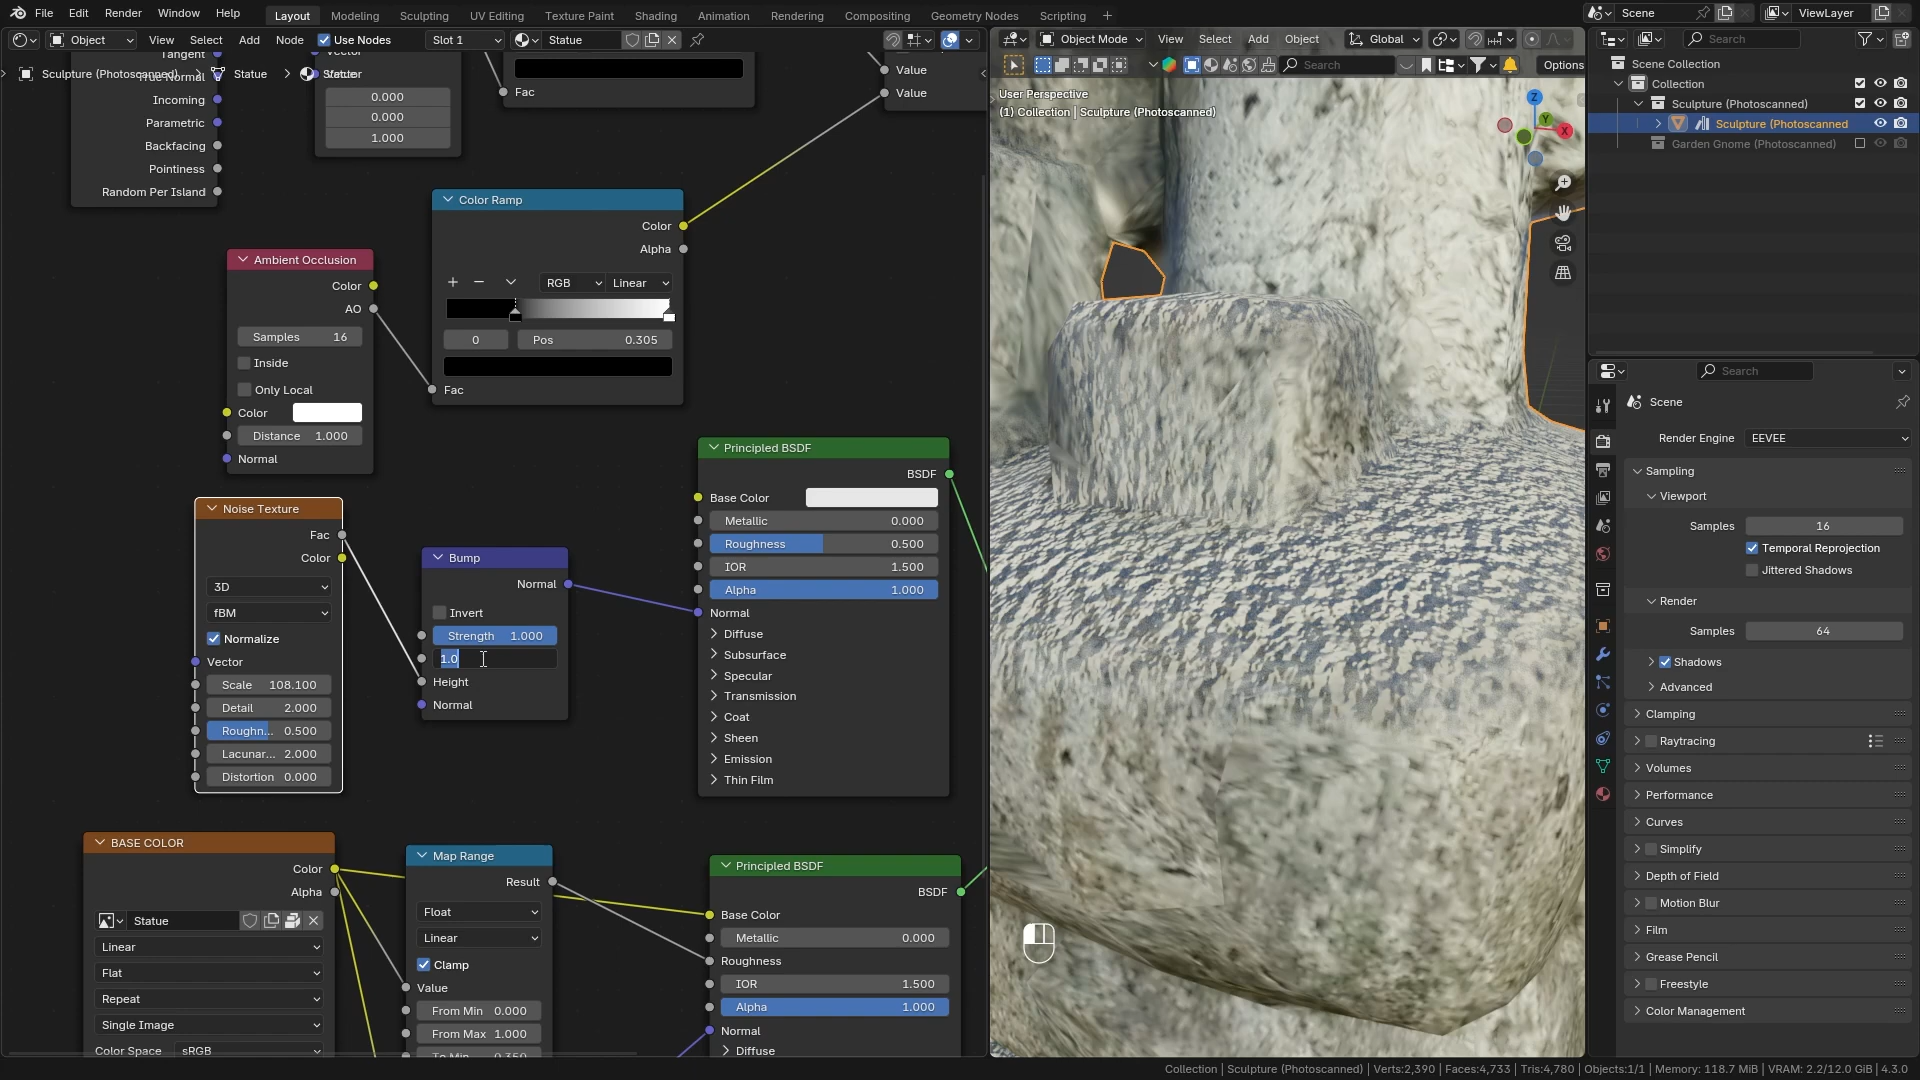 File Edit Render Window Help Layout Modeling Sculpting UV Editing Texture Paint Shading Animation Rendering Compositing Geometry Nodes Scripting + Scene ViewLayer
Object View Select Add Node Use Nodes Slot 1 Statue
Object Mode View Select Add Object Global
Search
Search
Options
Tangent
True Normal
Sculpture (Photoscanned) Statue
Incoming
Parametric
Backfacing
Pointiness
Random Per Island
0.000
0.000
1.000
Fac
Value
Value
Color Ramp
Color
Alpha
RGB Linear
0 Pos 0.305
Fac
Ambient Occlusion
Color
AO
Samples 16
Inside
Only Local
Color
Distance 1.000
Normal
Noise Texture
Fac
Color
3D
fBM
Normalize
Vector
Scale 108.100
Detail 2.000
Roughn... 0.500
Lacunar... 2.000
Distortion 0.000
Bump
Normal
Invert
Strength 1.000
1.0
Height
Normal
Principled BSDF
BSDF
Base Color
Metallic 0.000
Roughness 0.500
IOR 1.500
Alpha 1.000
Normal
Diffuse
Subsurface
Specular
Transmission
Coat
Sheen
Emission
Thin Film
BASE COLOR
Color
Alpha
Statue
Linear
Flat
Repeat
Single Image
Color Space sRGB
Map Range
Result
Float
Linear
Clamp
Value
From Min 0.000
From Max 1.000
To Min 0.350
Principled BSDF
BSDF
Base Color
Metallic 0.000
Roughness
IOR 1.500
Alpha 1.000
Normal
Diffuse
User Perspective
(1) Collection | Sculpture (Photoscanned)
Z
Y
X
Scene Collection
Collection
Sculpture (Photoscanned)
Sculpture (Photoscanned
Garden Gnome (Photoscanned)
Search
Scene
Render Engine EEVEE
Sampling
Viewport
Samples 16
Temporal Reprojection
Jittered Shadows
Render
Samples 64
Shadows
Advanced
Clamping
Raytracing
Volumes
Performance
Curves
Simplify
Depth of Field
Motion Blur
Film
Grease Pencil
Freestyle
Color Management
Collection | Sculpture (Photoscanned) | Verts:2,390 | Faces:4,733 | Tris:4,780 | Objects:1/1 | Memory: 118.7 MiB | VRAM: 2.2/12.0 GiB | 4.3.0